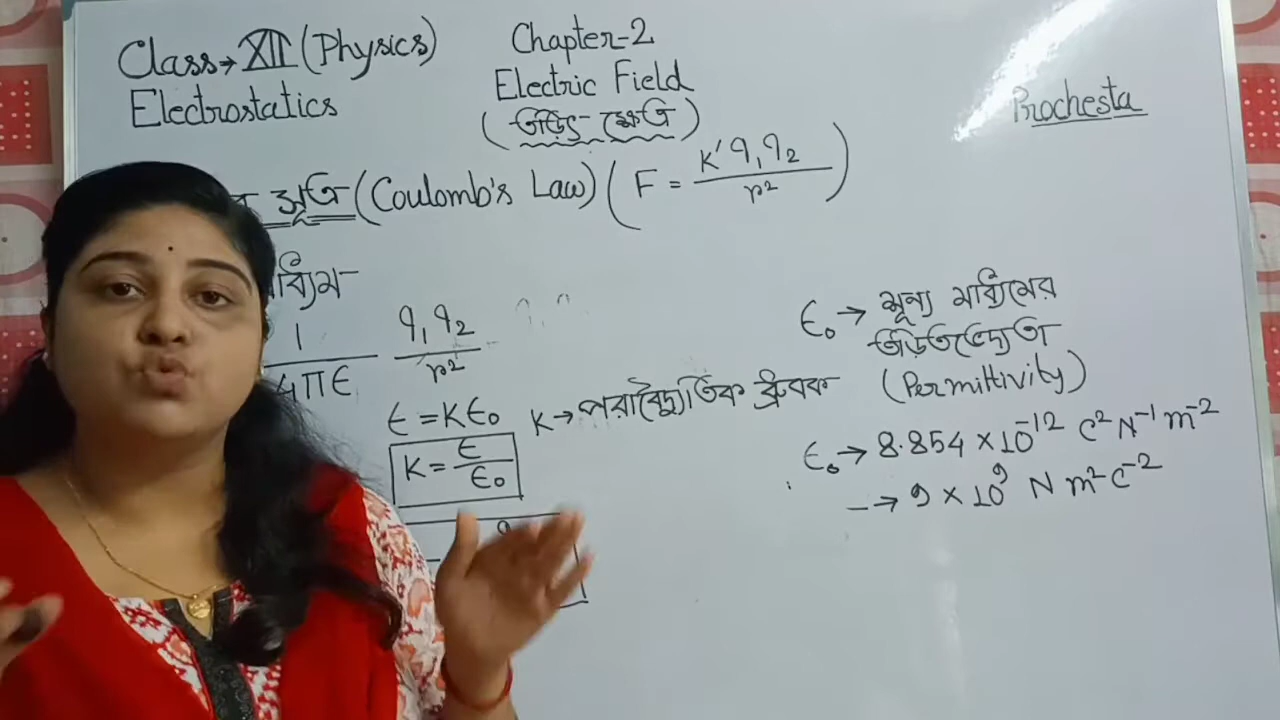 Class → XII (Physics)
Electrostatics
Chapter-2
Electric Field
(তড়িৎ ক্ষেত্র)
Prochesta
সূত্র (Coulomb's Law) (F = K'q₁q₂ / r²)
1 / 4πϵ q₁q₂ / r²
ϵ = Kϵ₀
K = ϵ / ϵ₀
K → পরাবৈদ্যুতিক ধ্রুবক
ϵ₀ → শূন্য মাধ্যমের
তড়িতভেদ্যতা
(Permittivity)
ϵ₀ → 8.854 × 10⁻¹² C² N⁻¹ m⁻²
→ 9 × 10⁹ N m² C⁻²